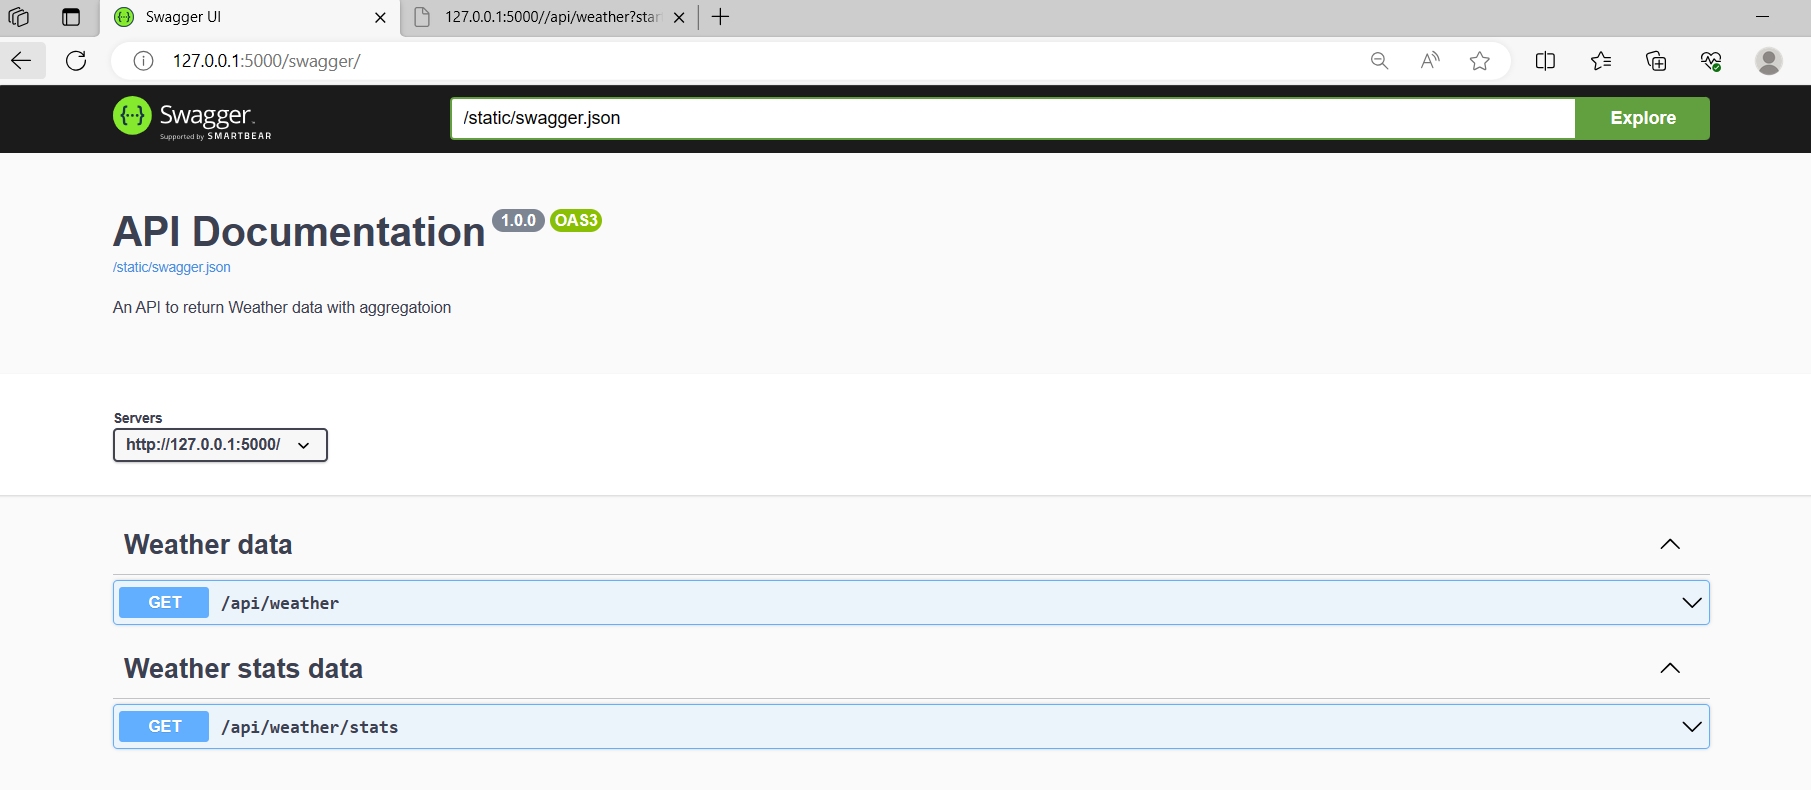 Swagger UI
127.0.0.1:5000//api/weather?star
127.0.0.1:5000/swagger/
Swagger.
Supported by SMARTBEAR
/static/swagger.json
Explore
API Documentation 1.0.0 OAS3
/static/swagger.json
An API to return Weather data with aggregatoion
Servers
http://127.0.0.1:5000/
Weather data
GET /api/weather
Weather stats data
GET /api/weather/stats